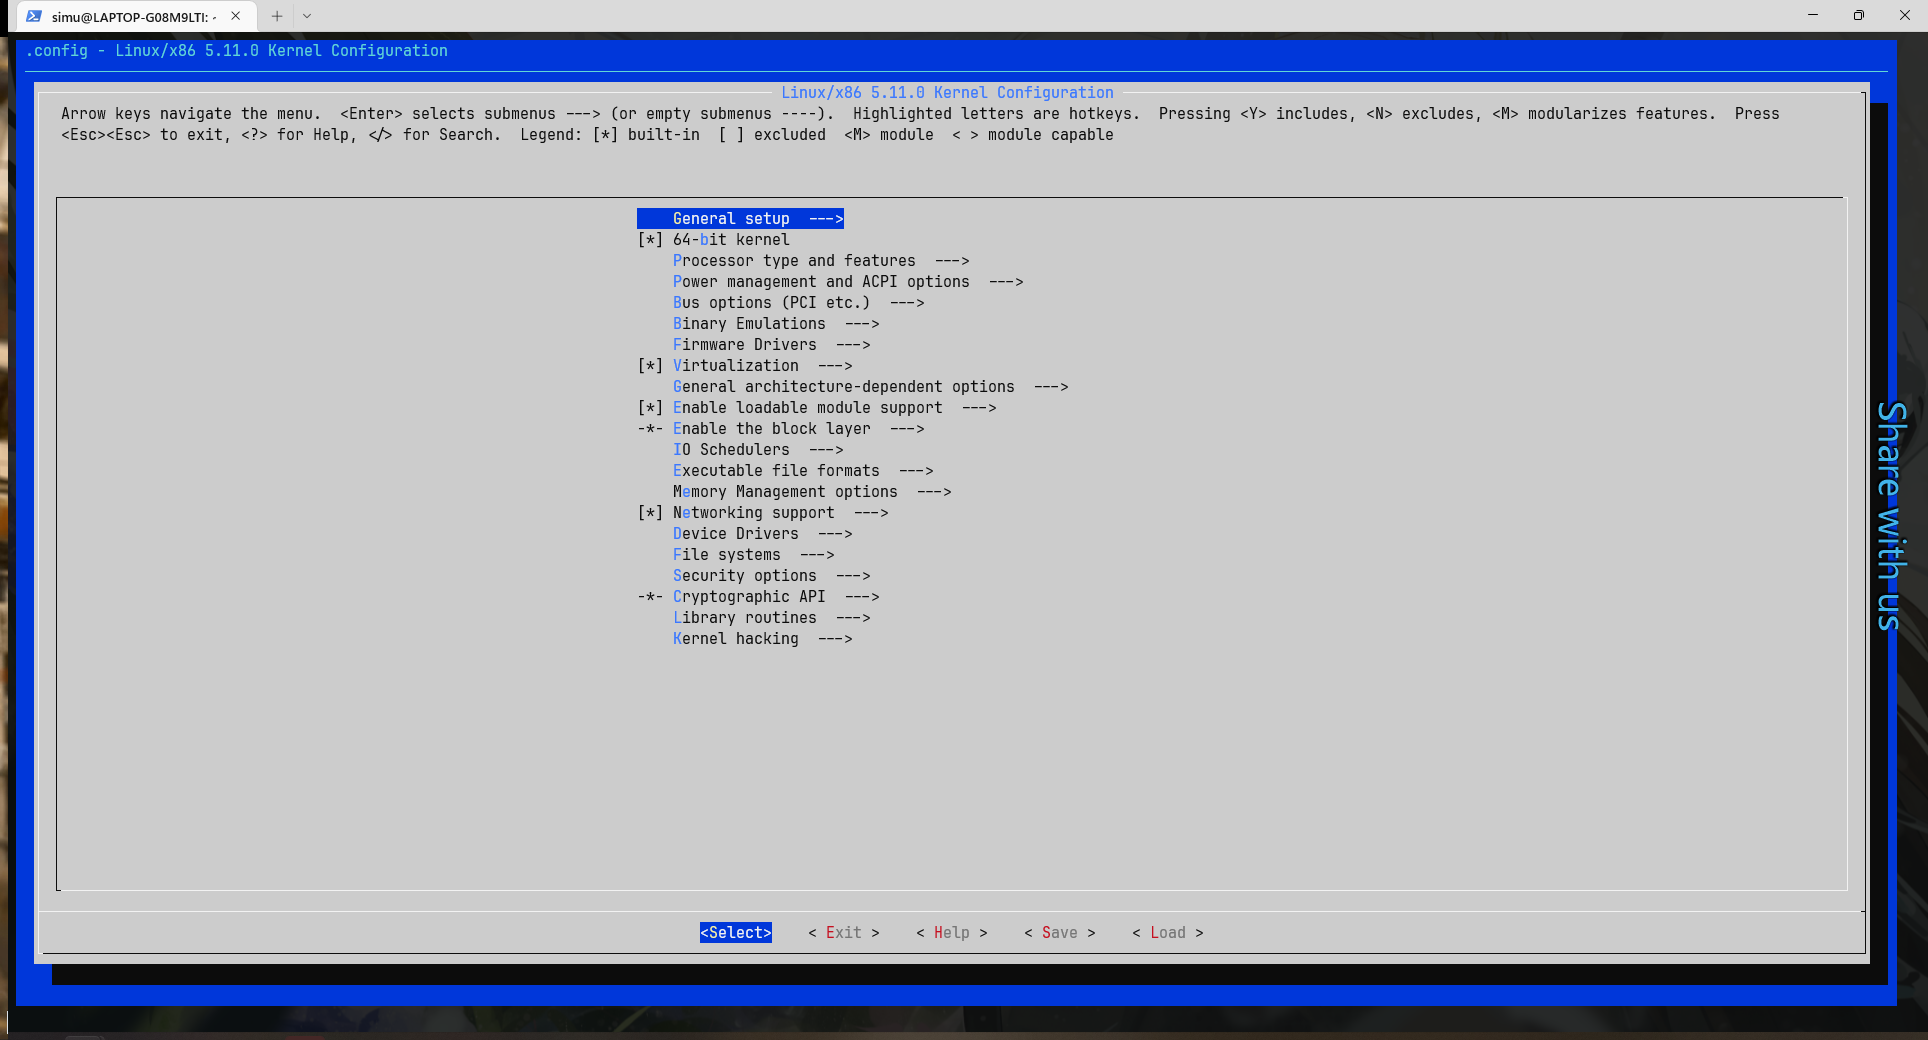 simu@LAPTOP-G08M9LTI: ~
.config - Linux/x86 5.11.0 Kernel Configuration
Linux/x86 5.11.0 Kernel Configuration
Arrow keys navigate the menu.  <Enter> selects submenus ---> (or empty submenus ----).  Highlighted letters are hotkeys.  Pressing <Y> includes, <N> excludes, <M> modularizes features.  Press
<Esc><Esc> to exit, <?> for Help, </> for Search.  Legend: [*] built-in  [ ] excluded  <M> module  < > module capable
General setup  --->
[*] 64-bit kernel
Processor type and features  --->
Power management and ACPI options  --->
Bus options (PCI etc.)  --->
Binary Emulations  --->
Firmware Drivers  --->
[*] Virtualization  --->
General architecture-dependent options  --->
[*] Enable loadable module support  --->
-*- Enable the block layer  --->
IO Schedulers  --->
Executable file formats  --->
Memory Management options  --->
[*] Networking support  --->
Device Drivers  --->
File systems  --->
Security options  --->
-*- Cryptographic API  --->
Library routines  --->
Kernel hacking  --->
<Select>    < Exit >    < Help >    < Save >    < Load >
Share with us